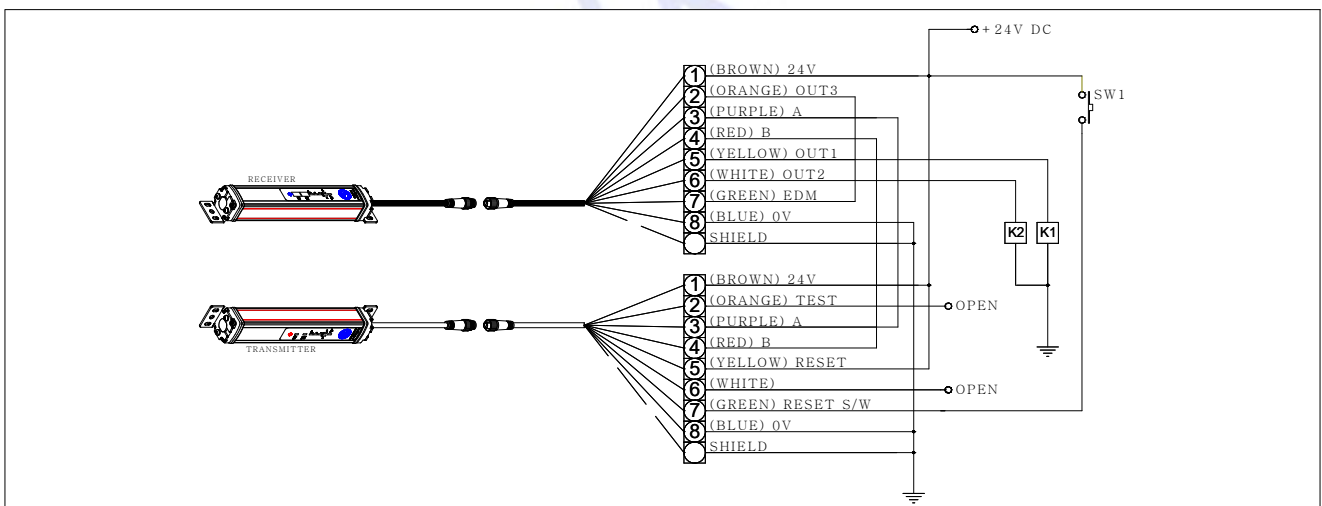 +24V DC
(BROWN) 24V
(ORANGE) OUT3
(PURPLE) A
(RED) B
(YELLOW) OUT1
(WHITE) OUT2
(GREEN) EDM
(BLUE) 0V
SHIELD
1
2
3
4
5
6
7
8
SW1
RECEIVER
K2
K1
(BROWN) 24V
(ORANGE) TEST
(PURPLE) A
(RED) B
(YELLOW) RESET
(WHITE)
(GREEN) RESET S/W
(BLUE) 0V
SHIELD
1
2
3
4
5
6
7
8
OPEN
OPEN
TRANSMITTER